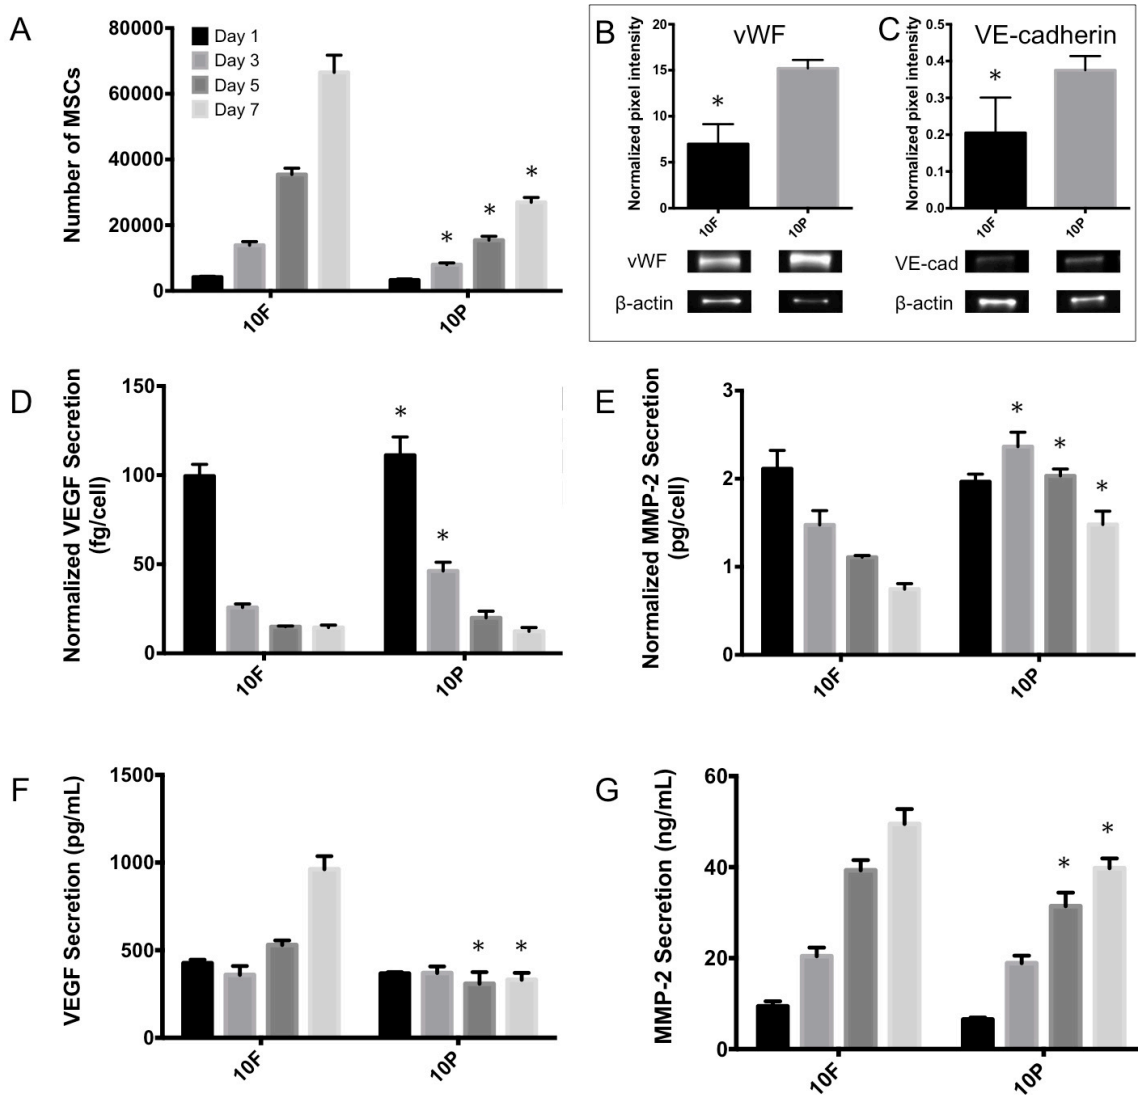 A
Number of MSCs
80000
60000
40000
20000
0
Day 1
Day 3
Day 5
Day 7
*
*
*
10F
10P
B
vWF
Normalized pixel intensity
20
15
10
5
0
*
10F
10P
vWF
β-actin
C
VE-cadherin
Normalized pixel intensity
0.5
0.4
0.3
0.2
0.1
0.0
*
10F
10P
VE-cad
β-actin
D
Normalized VEGF Secretion
(fg/cell)
150
100
50
0
*
*
10F
10P
E
Normalized MMP-2 Secretion
(pg/cell)
3
2
1
0
*
*
*
10F
10P
F
VEGF Secretion (pg/mL)
1500
1000
500
0
*
*
10F
10P
G
MMP-2 Secretion (ng/mL)
60
40
20
0
*
*
10F
10P